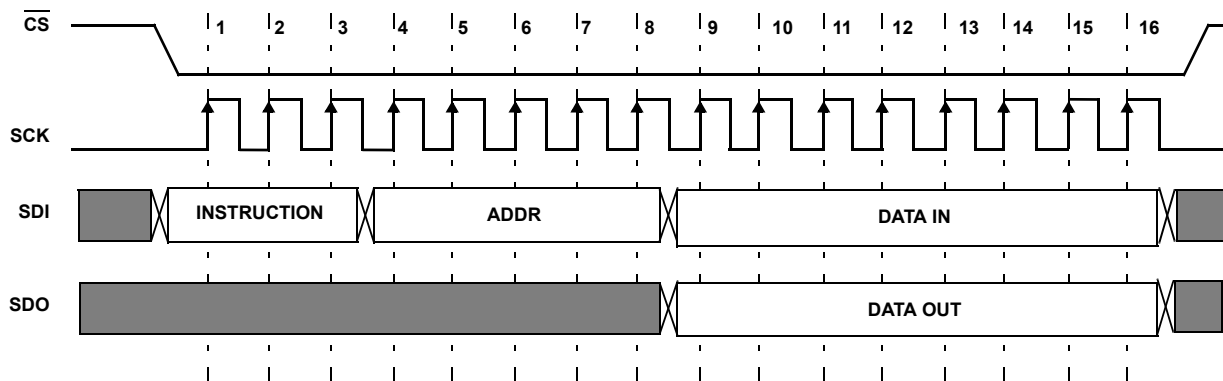 CS 1 2 3 4 5 6 7 8 9 10 11 12 13 14 15 16
SCK
SDI INSTRUCTION ADDR DATA IN
SDO DATA OUT